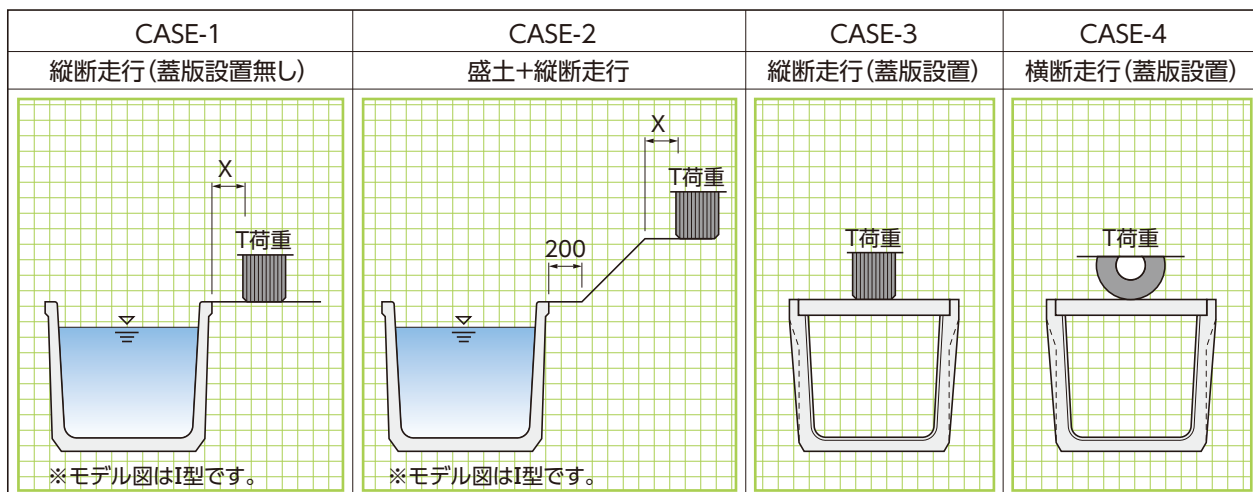 CASE-1
縦断走行(蓋版設置無し)
X
T荷重
※モデル図はI型です。
CASE-2
盛土+縦断走行
X
T荷重
200
※モデル図はI型です。
CASE-3
縦断走行(蓋版設置)
T荷重
CASE-4
横断走行(蓋版設置)
T荷重